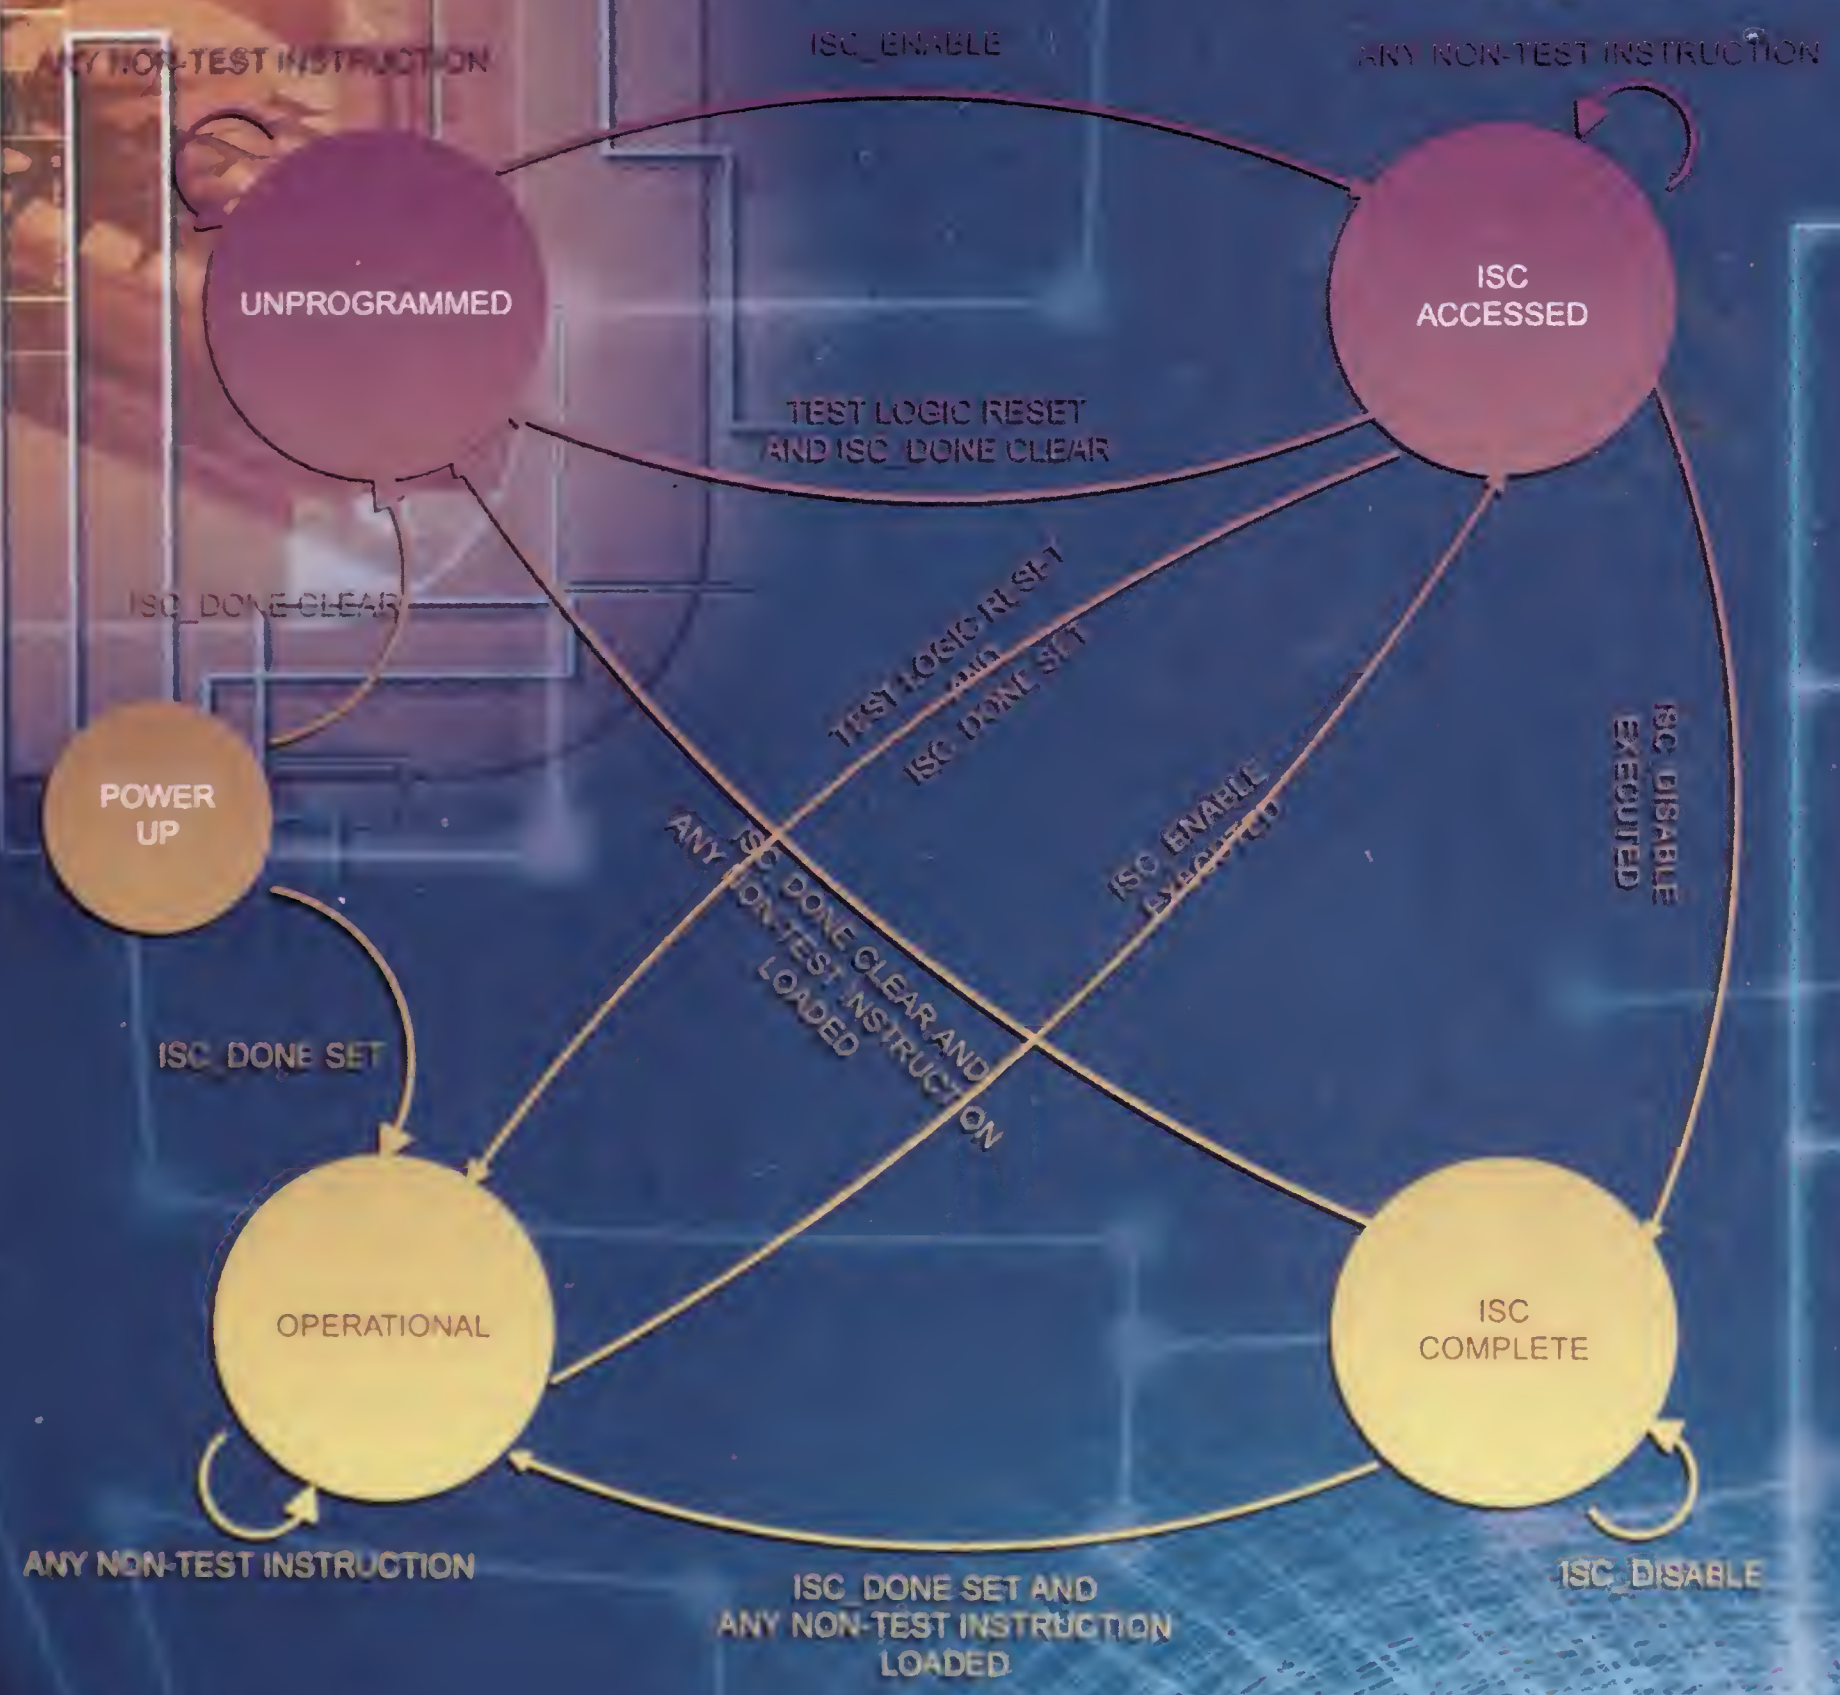 ANY NON-TEST INSTRUCTION
ISC_ENABLE
ANY NON-TEST INSTRUCTION
UNPROGRAMMED
ISC
ACCESSED
TEST LOGIC RESET
AND ISC_DONE CLEAR
ISC_DONE CLEAR
TEST LOGIC RESET
AND
ISC_DONE SET
POWER
UP
ISC_ENABLE
EXECUTED
ISC_DISABLE
EXECUTED
ISC_DONE CLEAR AND
ANY NON-TEST INSTRUCTION
LOADED
ISC_DONE SET
OPERATIONAL
ISC
COMPLETE
ANY NON-TEST INSTRUCTION
ISC_DISABLE
ISC_DONE SET AND
ANY NON-TEST INSTRUCTION
LOADED